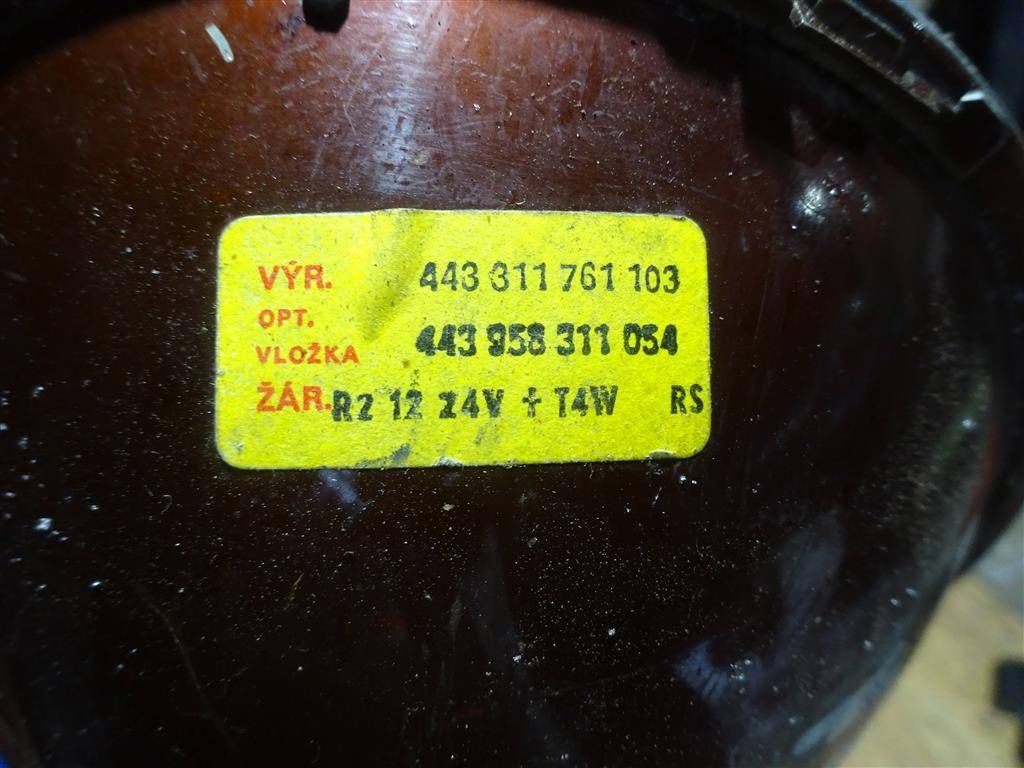 VÝR. 443 311 761 103
OPT.
VLOŽKA 443 958 311 054
ŽÁR. R2 12 24V + T4W RS